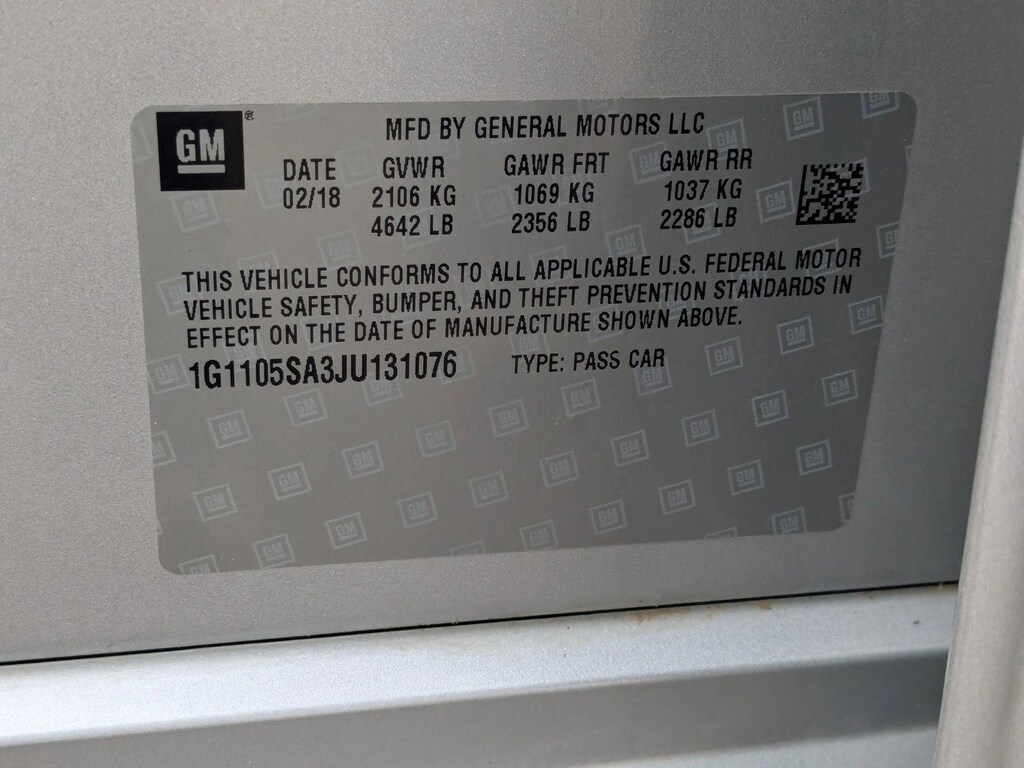 GM ®
MFD BY GENERAL MOTORS LLC
DATE GVWR GAWR FRT GAWR RR
02/18 2106 KG 1069 KG 1037 KG
4642 LB 2356 LB 2286 LB
THIS VEHICLE CONFORMS TO ALL APPLICABLE U.S. FEDERAL MOTOR
VEHICLE SAFETY, BUMPER, AND THEFT PREVENTION STANDARDS IN
EFFECT ON THE DATE OF MANUFACTURE SHOWN ABOVE.
1G1105SA3JU131076 TYPE: PASS CAR